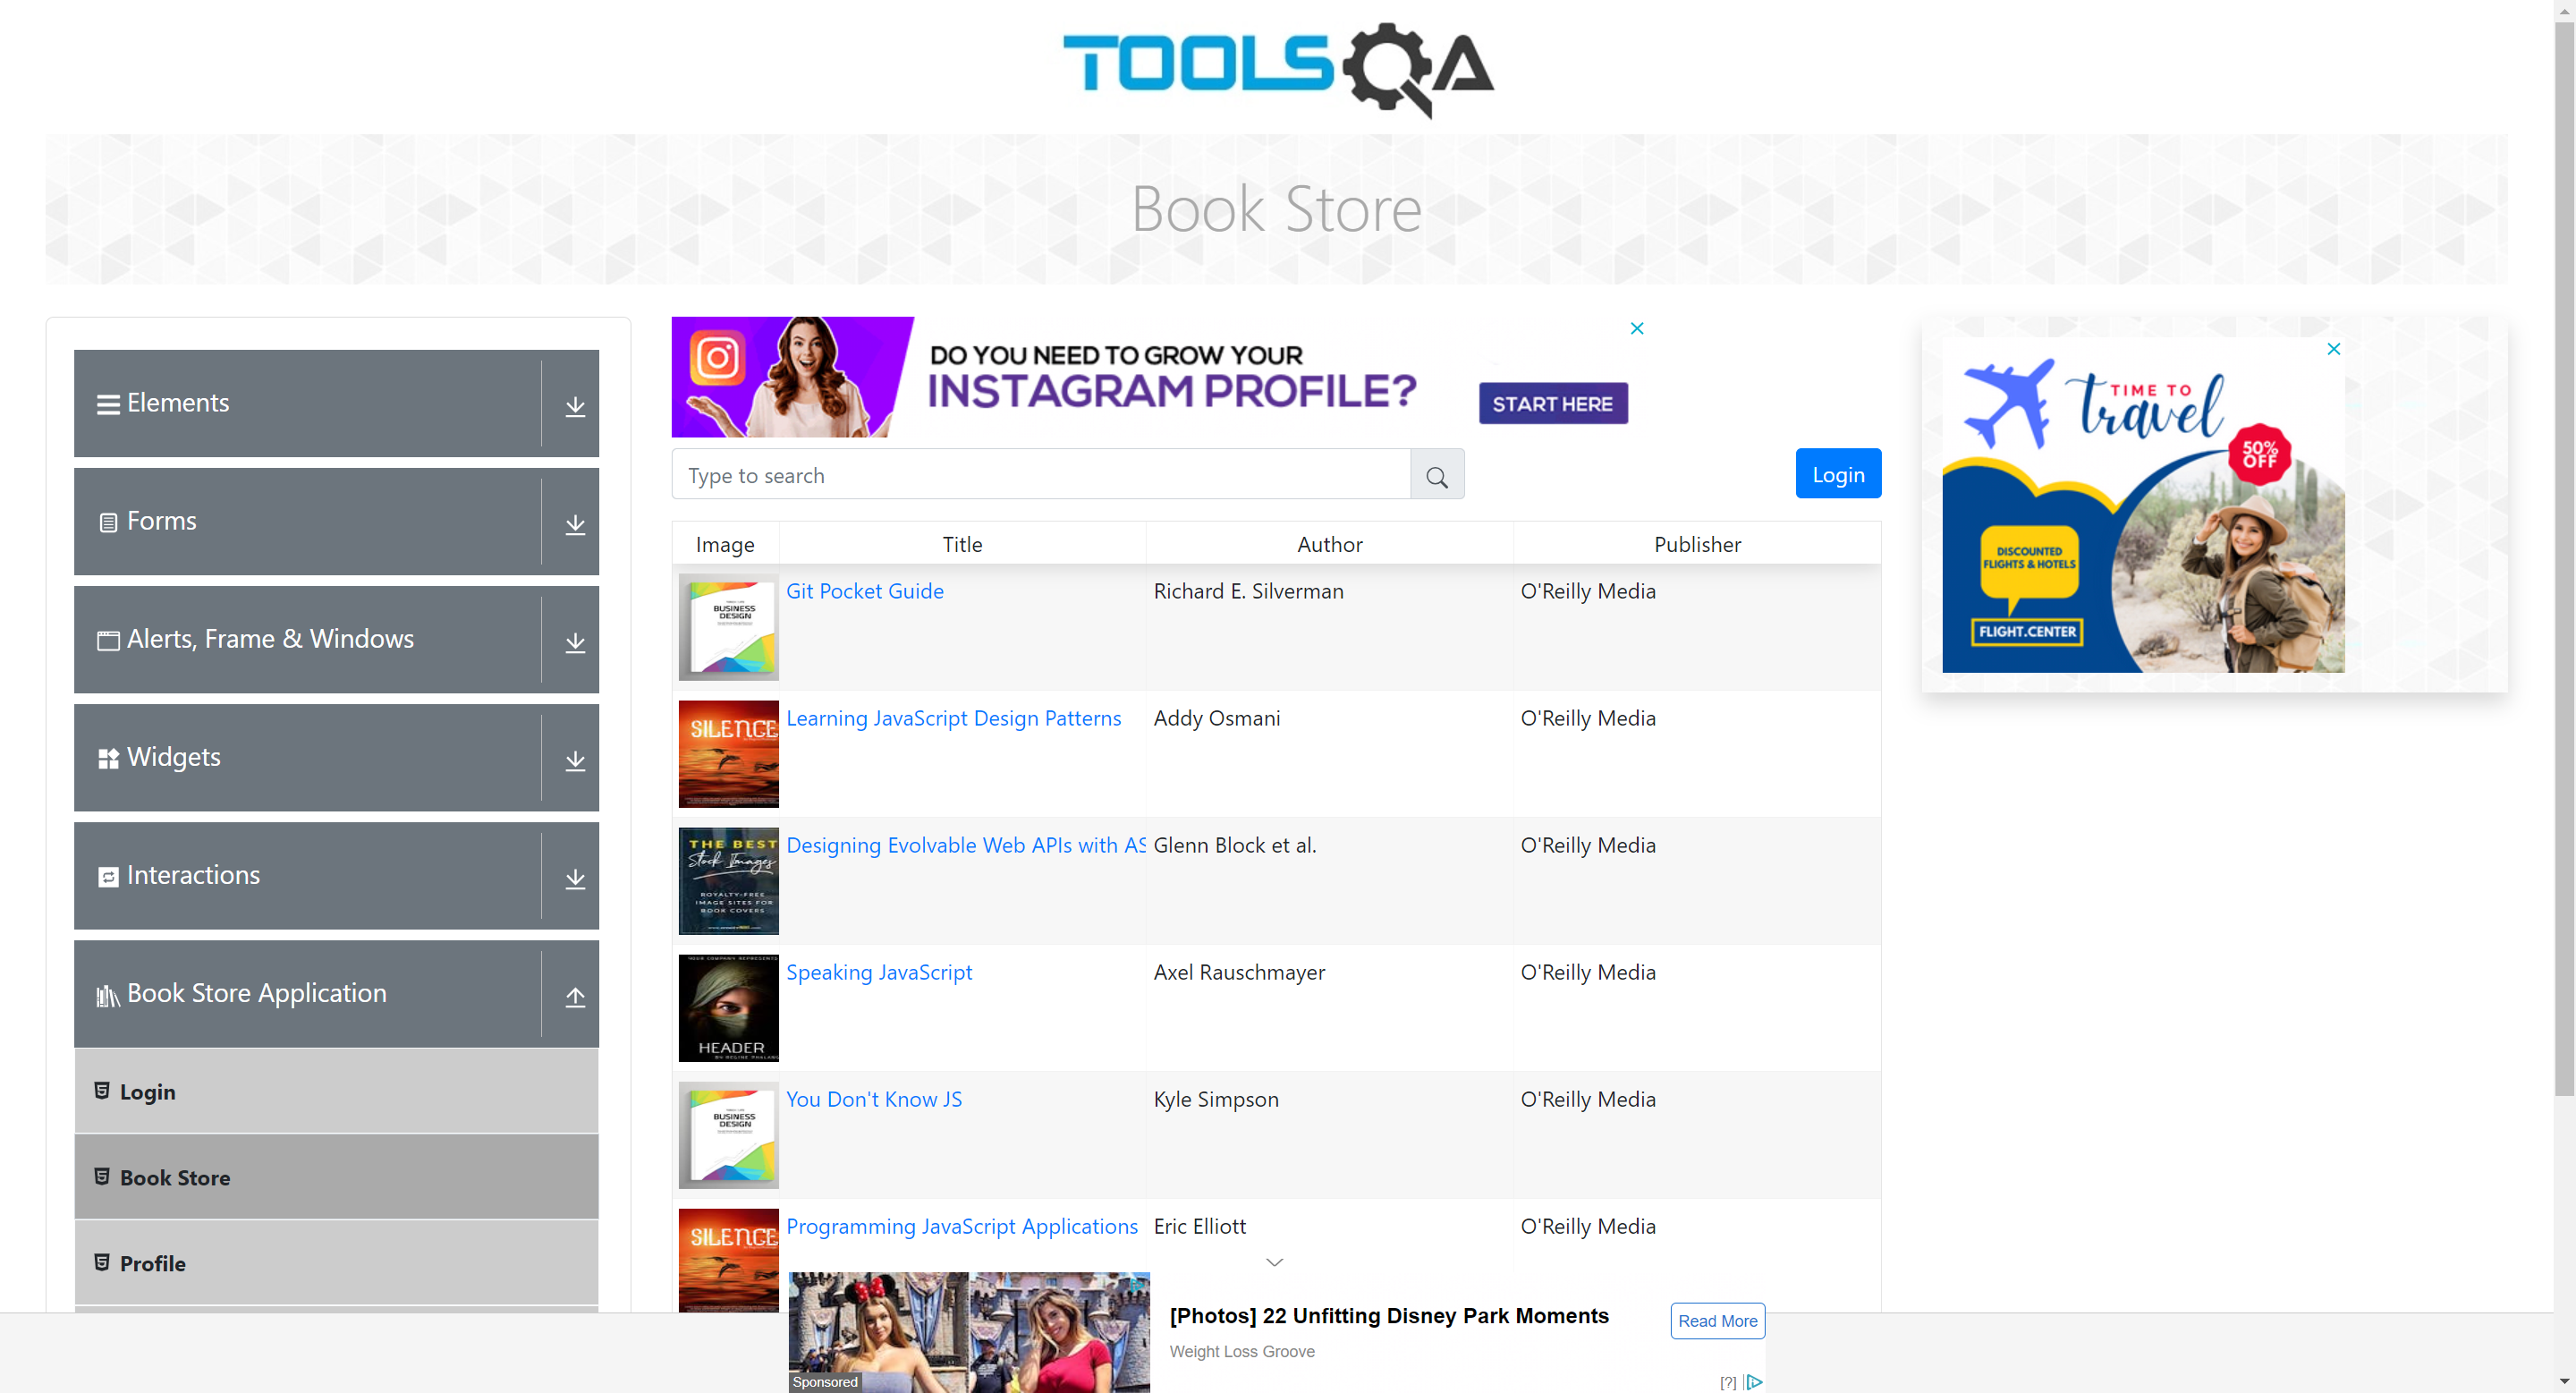 TOOLSQA
Book Store
Elements
Forms
Alerts, Frame & Windows
Widgets
Interactions
Book Store Application
Login
Book Store
Profile
DO YOU NEED TO GROW YOUR
INSTAGRAM PROFILE?
START HERE
Type to search
Login
Image Title Author Publisher
BUSINESS
DESIGN
Git Pocket Guide Richard E. Silverman O'Reilly Media
SILENCE
Learning JavaScript Design Patterns Addy Osmani O'Reilly Media
THE BEST
Stock Images
ROYALTY-FREE
IMAGE SITES FOR
BOOK COVERS
Designing Evolvable Web APIs with AS Glenn Block et al. O'Reilly Media
YOUR COMPANY REPRESENTS
HEADER
Speaking JavaScript Axel Rauschmayer O'Reilly Media
BUSINESS
DESIGN
You Don't Know JS Kyle Simpson O'Reilly Media
SILENCE
Programming JavaScript Applications Eric Elliott O'Reilly Media
TIME TO
travel
50%
OFF
DISCOUNTED
FLIGHTS & HOTELS
FLIGHT.CENTER
[Photos] 22 Unfitting Disney Park Moments
Weight Loss Groove
Read More
Sponsored
[?]